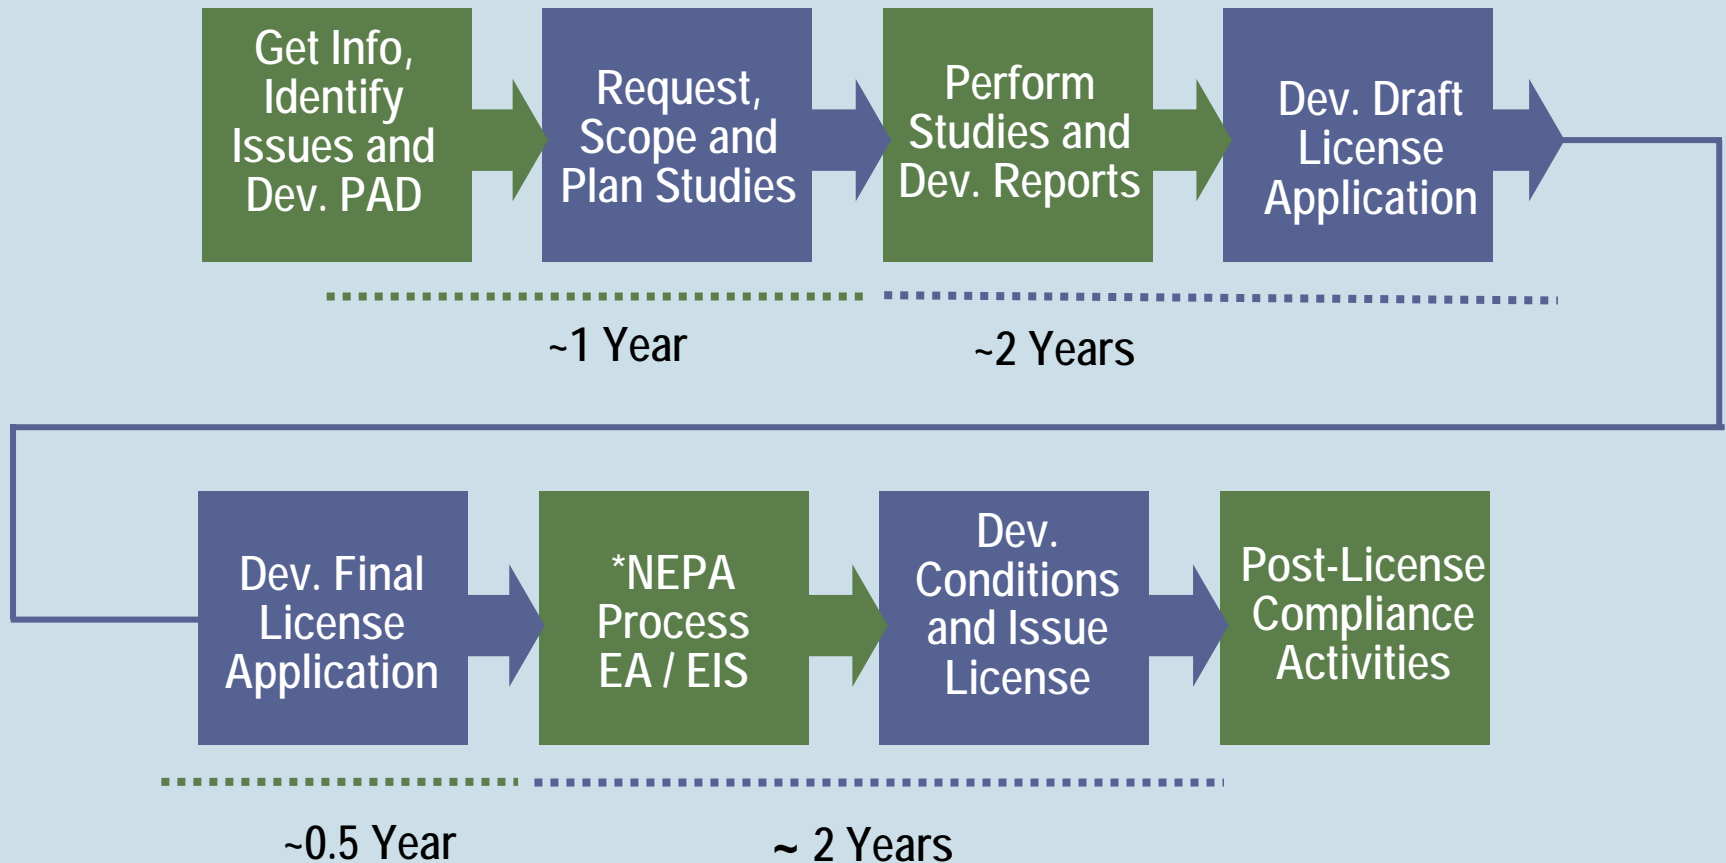 Get Info,
Identify
Issues and
Dev. PAD
Request,
Scope and
Plan Studies
Perform
Studies and
Dev. Reports
Dev. Draft
License
Application
~1 Year
~2 Years
Dev. Final
License
Application
*NEPA
Process
EA / EIS
Dev.
Conditions
and Issue
License
Post-License
Compliance
Activities
~0.5 Year
~ 2 Years